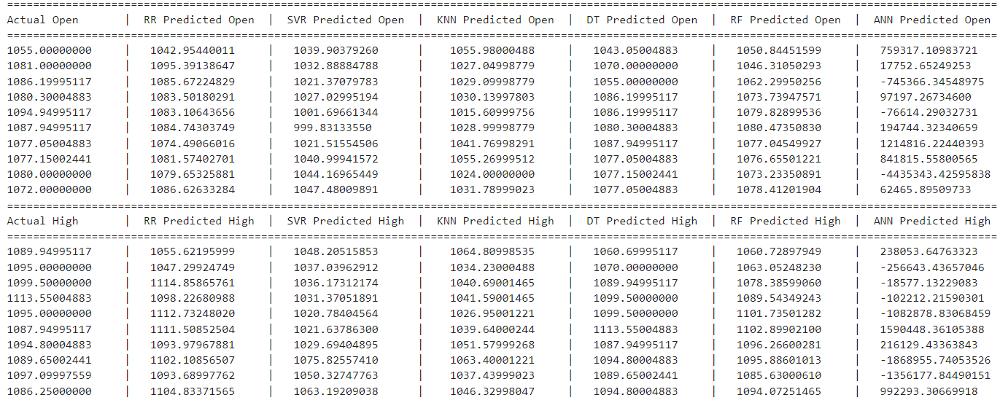 ====================================================================================================================================================
Actual Open | RR Predicted Open | SVR Predicted Open | KNN Predicted Open | DT Predicted Open | RF Predicted Open | ANN Predicted Open
====================================================================================================================================================
1055.00000000 | 1042.95440011 | 1039.90379260 | 1055.98000488 | 1043.05004883 | 1050.84451599 | 759317.10983721
1081.00000000 | 1095.39138647 | 1032.88884788 | 1027.04998779 | 1070.00000000 | 1046.31050293 | 17752.65249253
1086.19995117 | 1085.67224829 | 1021.37079783 | 1029.09998779 | 1055.00000000 | 1062.29950256 | -745366.34548975
1080.30004883 | 1083.50180291 | 1027.02995194 | 1030.13997803 | 1086.19995117 | 1073.73947571 | 97197.26734600
1094.94995117 | 1083.10643656 | 1001.69661344 | 1015.60999756 | 1086.19995117 | 1079.82899536 | -76614.29032731
1087.94995117 | 1084.74303749 | 999.83133550 | 1028.99998779 | 1080.30004883 | 1080.47350830 | 194744.32340659
1077.05004883 | 1074.49066016 | 1021.51554506 | 1041.76998291 | 1087.94995117 | 1077.04549927 | 1214816.22440393
1077.15002441 | 1081.57402701 | 1040.99941572 | 1055.26999512 | 1077.05004883 | 1076.65501221 | 841815.55800565
1080.00000000 | 1079.65325881 | 1044.16965449 | 1024.00000000 | 1077.15002441 | 1073.23350891 | -4435343.42595838
1072.00000000 | 1086.62633284 | 1047.48009891 | 1031.78999023 | 1077.05004883 | 1078.41201904 | 62465.89509733
====================================================================================================================================================
Actual High | RR Predicted High | SVR Predicted High | KNN Predicted High | DT Predicted High | RF Predicted High | ANN Predicted High
====================================================================================================================================================
1089.94995117 | 1055.62195999 | 1048.20515853 | 1064.80998535 | 1060.69995117 | 1060.72897949 | 238053.64763323
1095.00000000 | 1047.29924749 | 1037.03962912 | 1034.23000488 | 1070.00000000 | 1063.05248230 | -256643.43657046
1099.50000000 | 1114.85865761 | 1036.17312174 | 1040.69001465 | 1089.94995117 | 1078.38599060 | -18577.13229083
1113.55004883 | 1098.22680988 | 1031.37051891 | 1041.59001465 | 1099.50000000 | 1089.54349243 | -102212.21590301
1095.00000000 | 1112.73248020 | 1020.78404564 | 1026.95001221 | 1099.50000000 | 1101.73501282 | -1082878.83068459
1087.94995117 | 1111.50852504 | 1021.63786300 | 1039.64000244 | 1113.55004883 | 1102.89902100 | 1590448.36105388
1094.80004883 | 1093.97967881 | 1029.69404895 | 1051.57999268 | 1087.94995117 | 1096.26600281 | 216129.43363843
1089.65002441 | 1102.10856507 | 1075.82557410 | 1063.40001221 | 1094.80004883 | 1095.88601013 | -1868955.74053526
1097.09997559 | 1093.68997762 | 1050.32747763 | 1037.43999023 | 1089.65002441 | 1085.63000610 | -1356177.84490151
1086.25000000 | 1104.83371565 | 1063.19209038 | 1046.32998047 | 1094.80004883 | 1094.07251465 | 992293.30669918